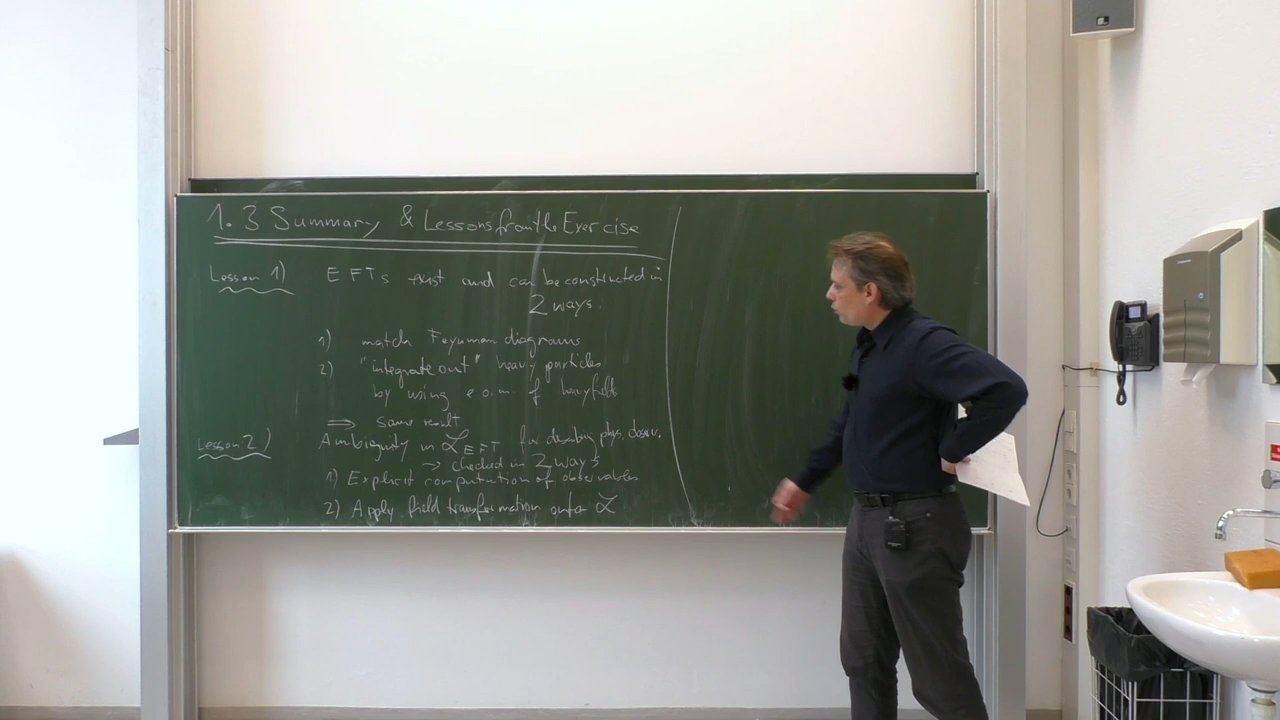 1.3 Summary & Lessons from the Exercise
Lesson 1) EFTs exist and can be constructed in
2 ways.
1) match Feynman diagrams
2) "integrate out" heavy particles
by using e.o.m. of heavy fields
⟹ same result
Lesson 2) Ambiguity in ℒ_EFT for describing phys. observ.
→ checked in 2 ways
1) Explicit computation of observables
2) Apply field transformation onto ℒ